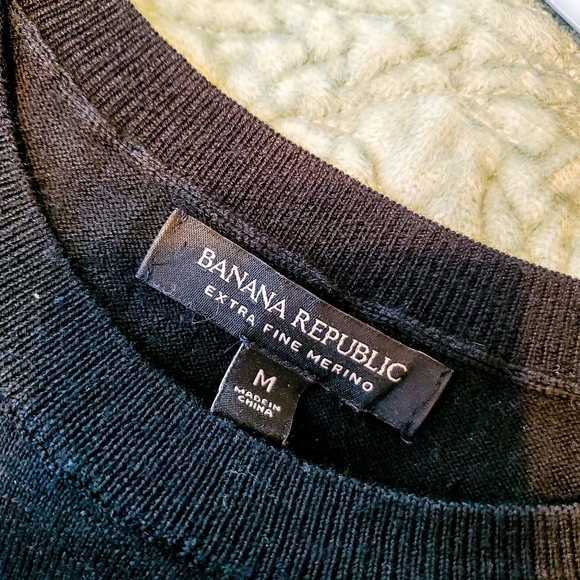 BANANA REPUBLIC
EXTRA FINE MERINO
M
MADE IN
CHINA